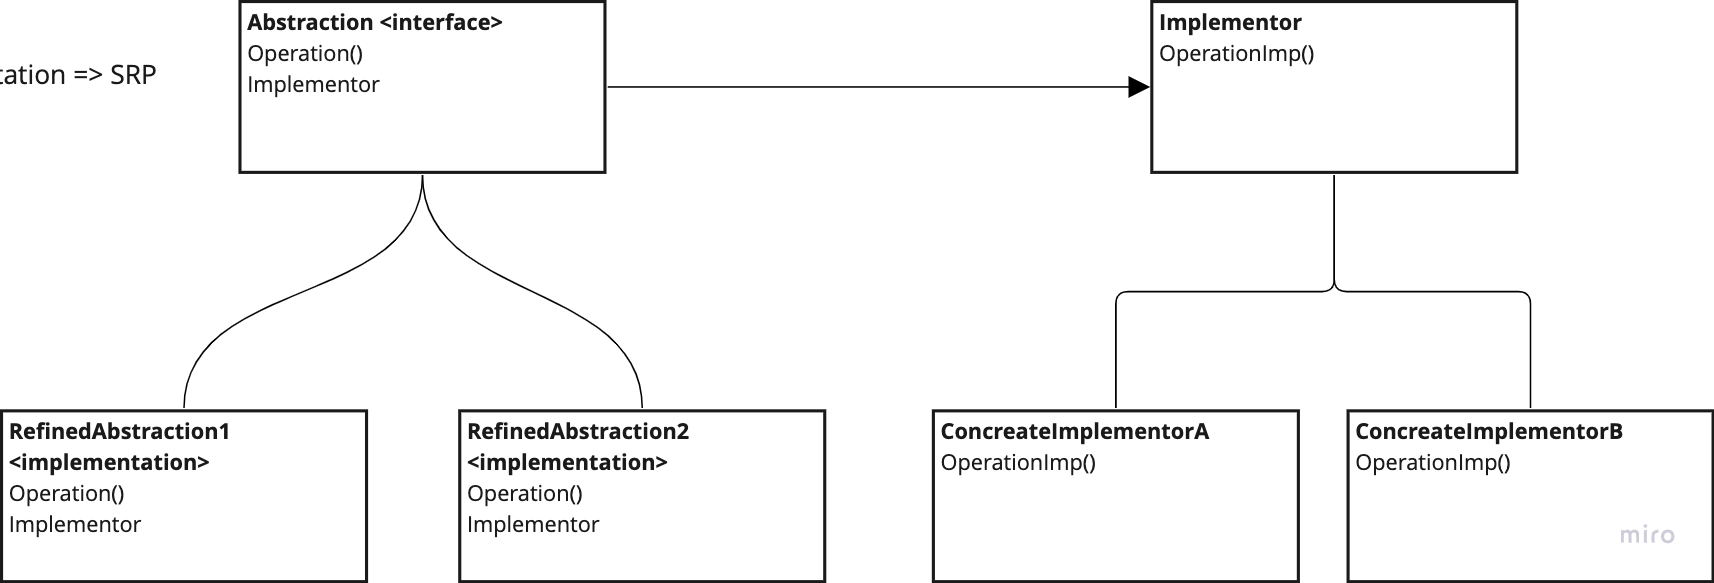 Abstraction <interface>
Operation()
Implementor
tation => SRP
Implementor
OperationImp()
RefinedAbstraction1
<implementation>
Operation()
Implementor
RefinedAbstraction2
<implementation>
Operation()
Implementor
ConcreateImplementorA
OperationImp()
ConcreateImplementorB
OperationImp()
miro